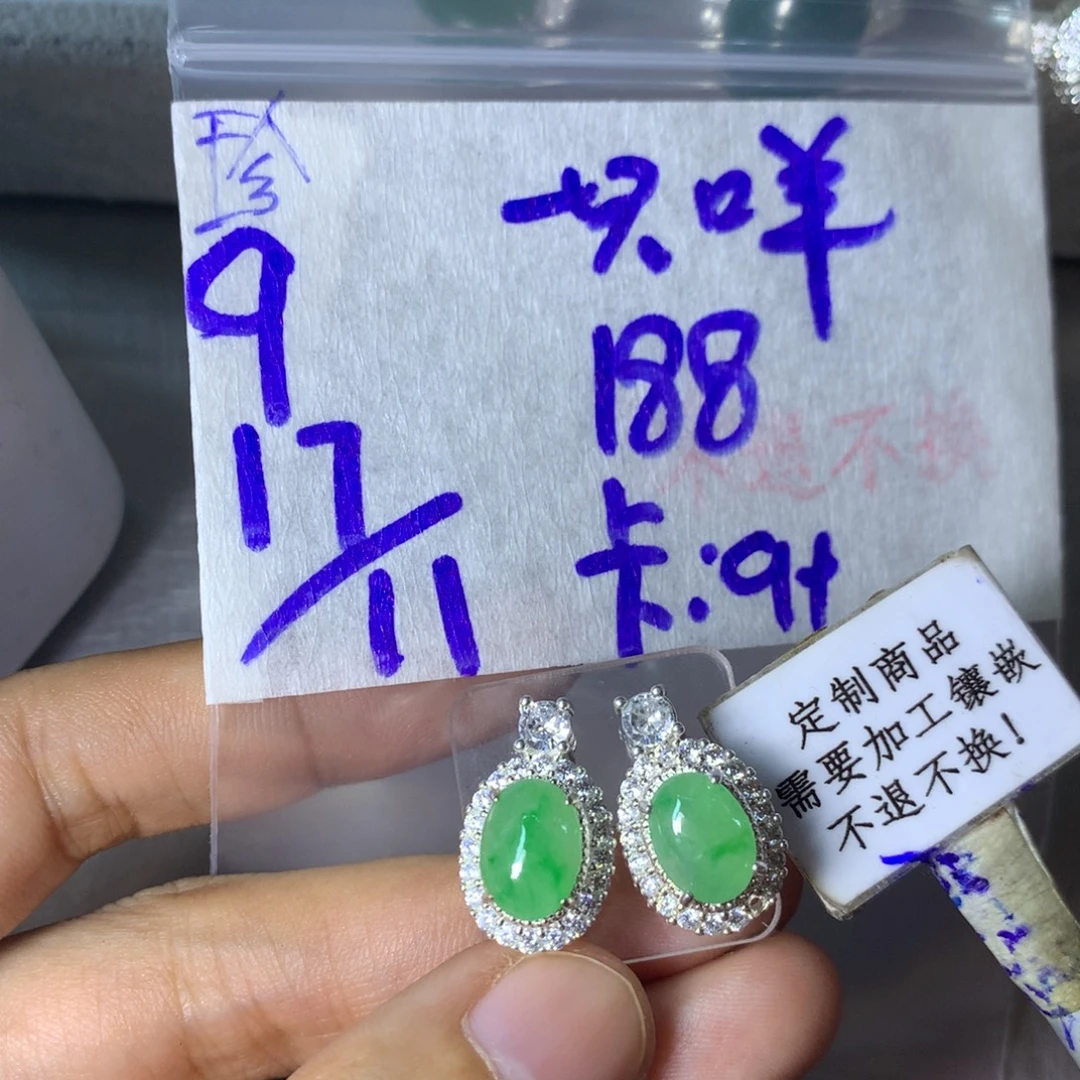 咩
9
188
不退不换
17/11
卡:9t
定制商品
需要加工镶嵌
不退不换!